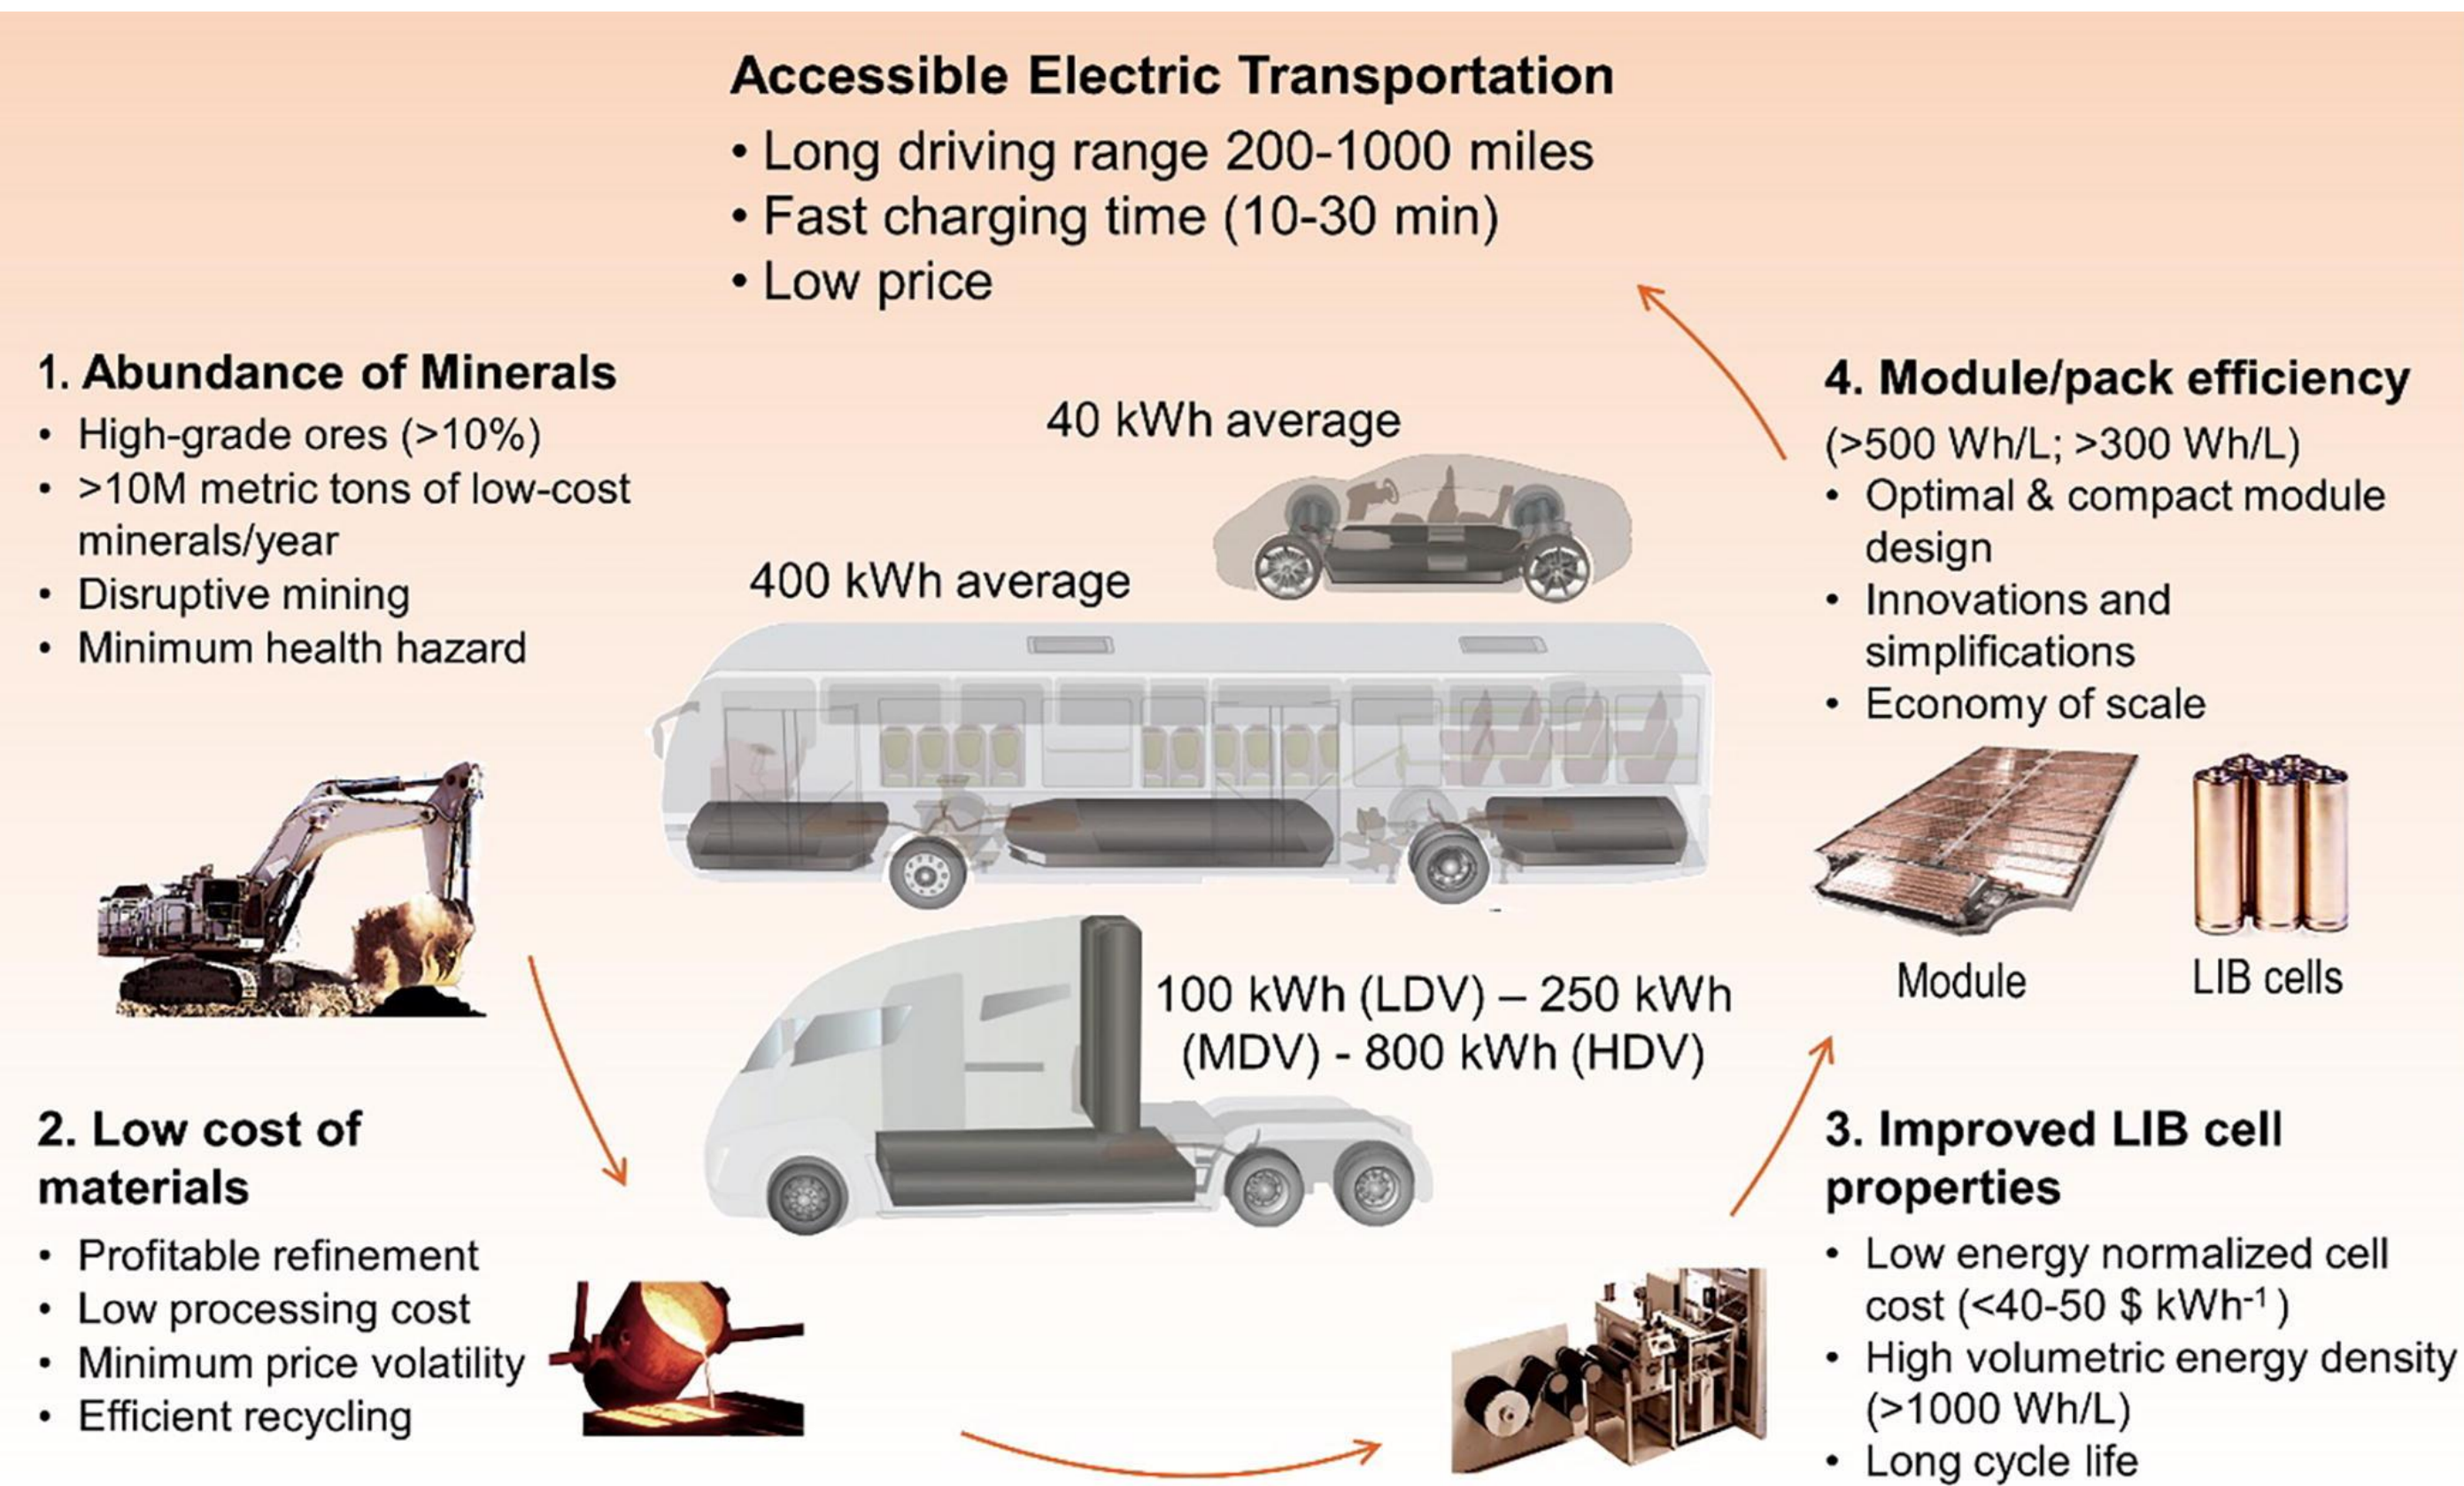 Accessible Electric Transportation
• Long driving range 200-1000 miles
• Fast charging time (10-30 min)
• Low price
1. Abundance of Minerals
• High-grade ores (>10%)
• >10M metric tons of low-cost
minerals/year
• Disruptive mining
• Minimum health hazard
40 kWh average
400 kWh average
100 kWh (LDV) – 250 kWh
(MDV) - 800 kWh (HDV)
2. Low cost of
materials
• Profitable refinement
• Low processing cost
• Minimum price volatility
• Efficient recycling
3. Improved LIB cell
properties
• Low energy normalized cell
cost (<40-50 $ kWh⁻¹ )
• High volumetric energy density
(>1000 Wh/L)
• Long cycle life
4. Module/pack efficiency
(>500 Wh/L; >300 Wh/L)
• Optimal & compact module
design
• Innovations and
simplifications
• Economy of scale
Module
LIB cells